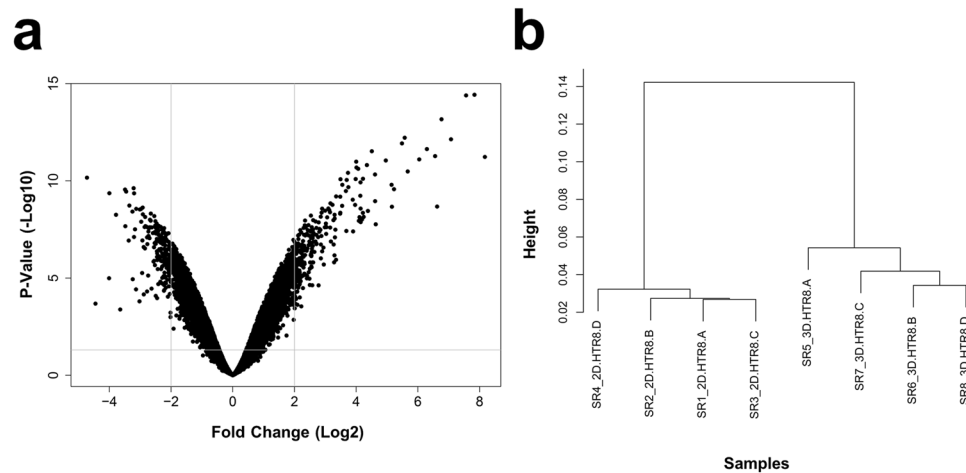 a
b
15
10
5
0
−4
−2
0
2
4
6
8
P-Value (-Log10)
Fold Change (Log2)
0.14
0.12
0.10
0.08
0.06
0.04
0.02
Height
SR4_2D.HTR8.D
SR2_2D.HTR8.B
SR1_2D.HTR8.A
SR3_2D.HTR8.C
SR5_3D.HTR8.A
SR7_3D.HTR8.C
SR6_3D.HTR8.B
SR8_3D.HTR8.D
Samples